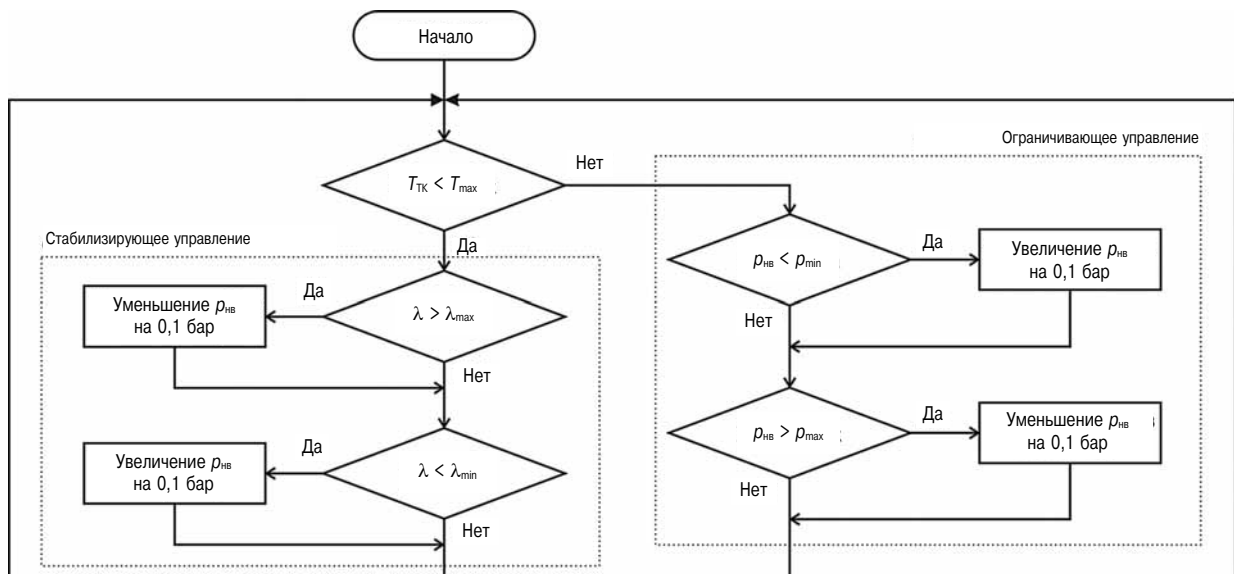 Начало
Ограничивающее управление
Нет
T_ТК < T_max
Стабилизирующее управление
Да
p_нв < p_min
Да
Увеличение p_нв
на 0,1 бар
Нет
Уменьшение p_нв
на 0,1 бар
Да
λ > λ_max
Нет
p_нв > p_max
Да
Уменьшение p_нв
на 0,1 бар
Нет
Увеличение p_нв
на 0,1 бар
Да
λ < λ_min
Нет